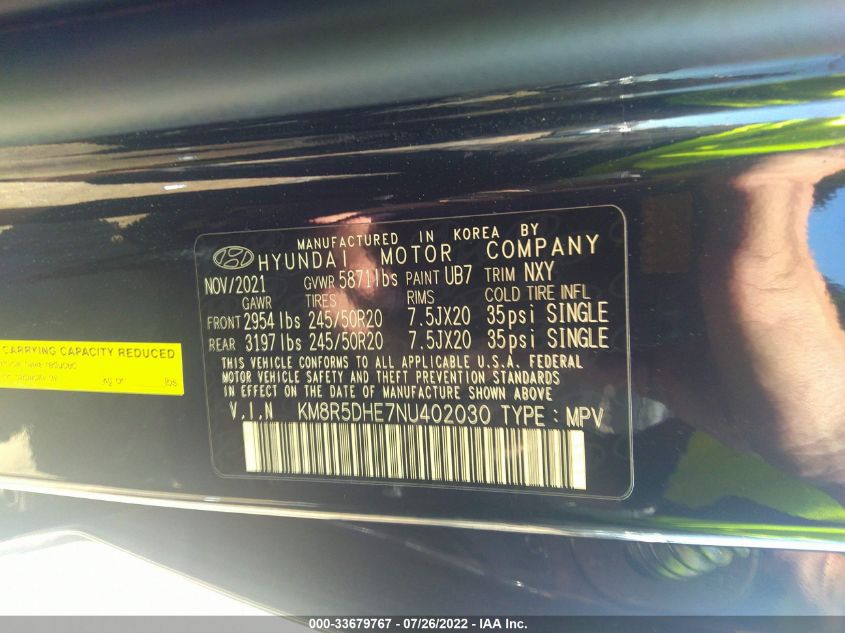 MANUFACTURED IN KOREA BY
HYUNDAI MOTOR COMPANY
NOV/2021 GVWR 5871lbs PAINT UB7 TRIM NXY
GAWR TIRES RIMS COLD TIRE INFL
FRONT 2954 lbs 245/50R20 7.5JX20 35psi SINGLE
REAR 3197 lbs 245/50R20 7.5JX20 35psi SINGLE
THIS VEHICLE CONFORMS TO ALL APPLICABLE U.S.A. FEDERAL
MOTOR VEHICLE SAFETY AND THEFT PREVENTION STANDARDS
IN EFFECT ON THE DATE OF MANUFACTURE SHOWN ABOVE
V.I.N KM8R5DHE7NU402030 TYPE : MPV
CARRYING CAPACITY REDUCED
reduced
kg or lbs
000-33679767 - 07/26/2022 - IAA Inc.